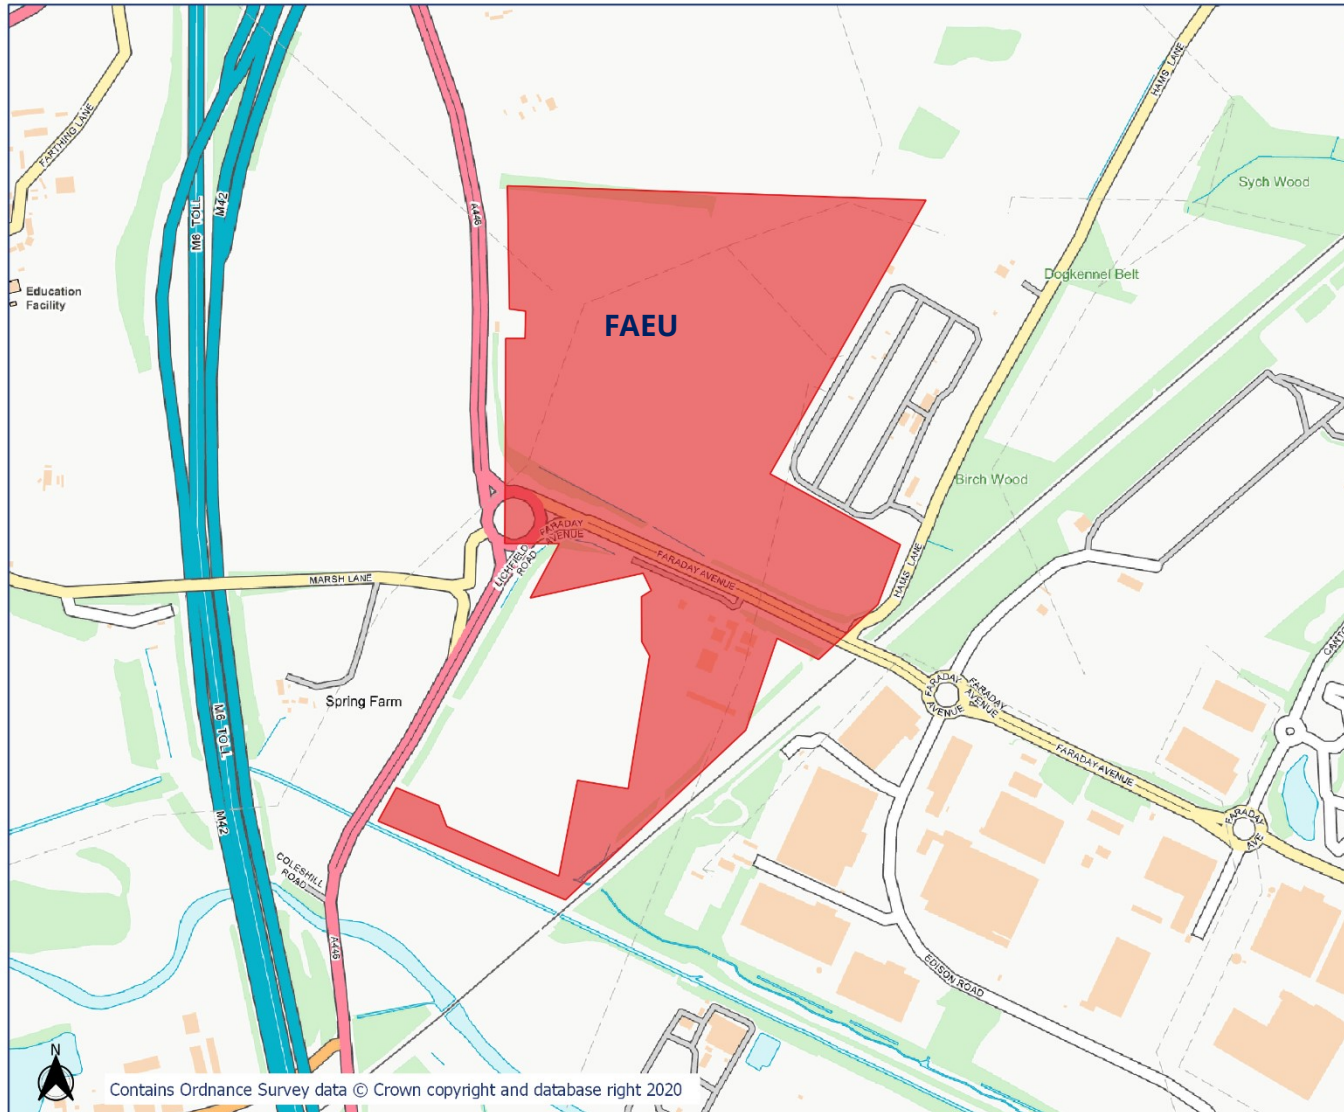 FARTHING LANE
M6 TOLL
M42
A446
HAMS LANE
Sych Wood
Dogkennel Belt
Education
Facility
FAEU
Birch Wood
FARADAY
AVENUE
LICHFIELD
ROAD
FARADAY AVENUE
HAMS LANE
MARSH LANE
Spring Farm
FARADAY
AVENUE
FARADAY
AVENUE
M6 TOLL
M42
FARADAY AVENUE
FARADAY
AVE
COLESHILL
ROAD
A446
EDISON ROAD
N
Contains Ordnance Survey data © Crown copyright and database right 2020